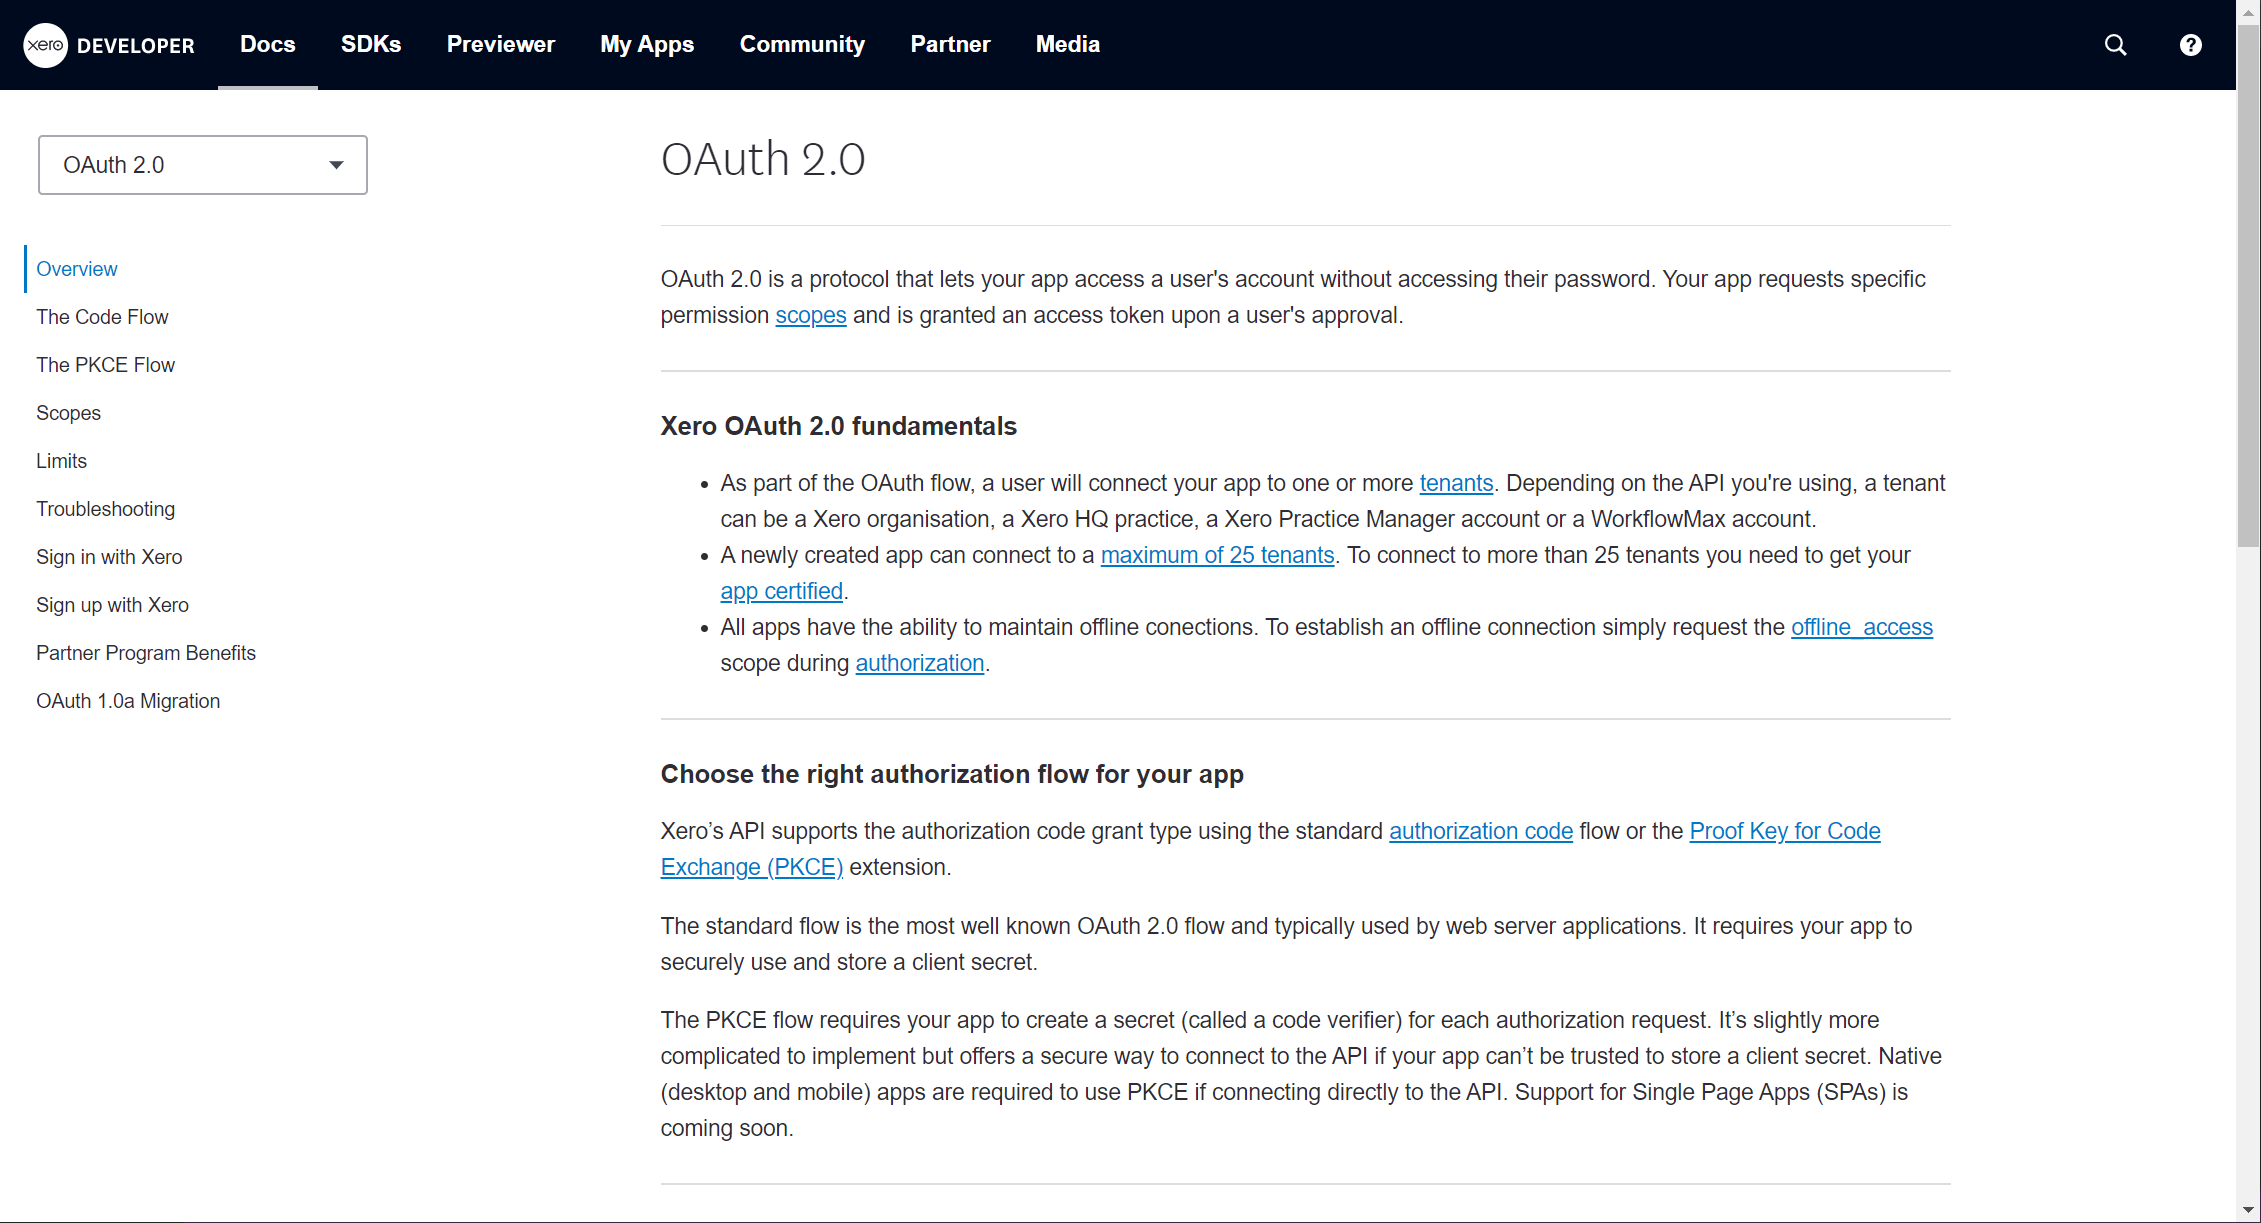 xero DEVELOPER Docs SDKs Previewer My Apps Community Partner Media ?
OAuth 2.0
Overview
The Code Flow
The PKCE Flow
Scopes
Limits
Troubleshooting
Sign in with Xero
Sign up with Xero
Partner Program Benefits
OAuth 1.0a Migration
OAuth 2.0
OAuth 2.0 is a protocol that lets your app access a user's account without accessing their password. Your app requests specific
permission scopes and is granted an access token upon a user's approval.
Xero OAuth 2.0 fundamentals
• As part of the OAuth flow, a user will connect your app to one or more tenants. Depending on the API you're using, a tenant
can be a Xero organisation, a Xero HQ practice, a Xero Practice Manager account or a WorkflowMax account.
• A newly created app can connect to a maximum of 25 tenants. To connect to more than 25 tenants you need to get your
app certified.
• All apps have the ability to maintain offline conections. To establish an offline connection simply request the offline_access
scope during authorization.
Choose the right authorization flow for your app
Xero’s API supports the authorization code grant type using the standard authorization code flow or the Proof Key for Code
Exchange (PKCE) extension.
The standard flow is the most well known OAuth 2.0 flow and typically used by web server applications. It requires your app to
securely use and store a client secret.
The PKCE flow requires your app to create a secret (called a code verifier) for each authorization request. It’s slightly more
complicated to implement but offers a secure way to connect to the API if your app can’t be trusted to store a client secret. Native
(desktop and mobile) apps are required to use PKCE if connecting directly to the API. Support for Single Page Apps (SPAs) is
coming soon.